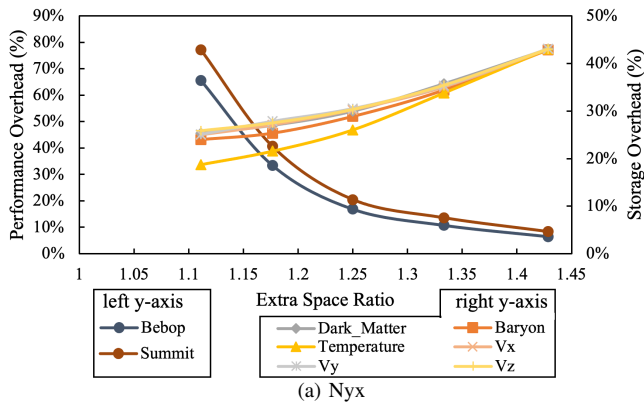 90%
80%
70%
60%
50%
40%
30%
20%
10%
0%
Performance Overhead (%)
50%
40%
30%
20%
10%
0%
Storage Overhead (%)
1 1.05 1.1 1.15 1.2 1.25 1.3 1.35 1.4 1.45
left y-axis Extra Space Ratio right y-axis
Bebop
Summit
Dark_Matter Baryon
Temperature Vx
Vy Vz
(a) Nyx